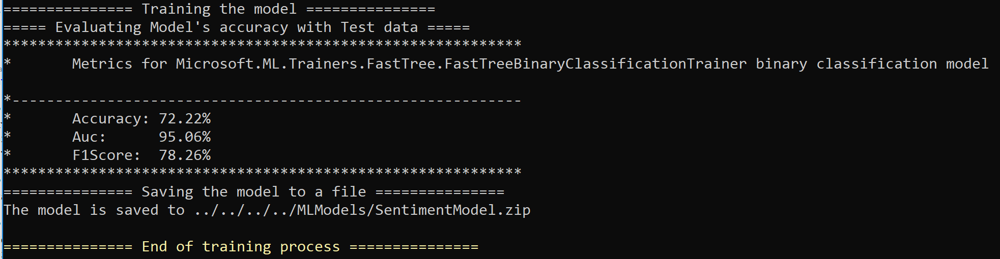 =============== Training the model ===============
===== Evaluating Model's accuracy with Test data =====
************************************************************
*       Metrics for Microsoft.ML.Trainers.FastTree.FastTreeBinaryClassificationTrainer binary classification model
*-----------------------------------------------------------
*       Accuracy: 72.22%
*       Auc:      95.06%
*       F1Score:  78.26%
************************************************************
=============== Saving the model to a file ===============
The model is saved to ../../../../MLModels/SentimentModel.zip
=============== End of training process ===============